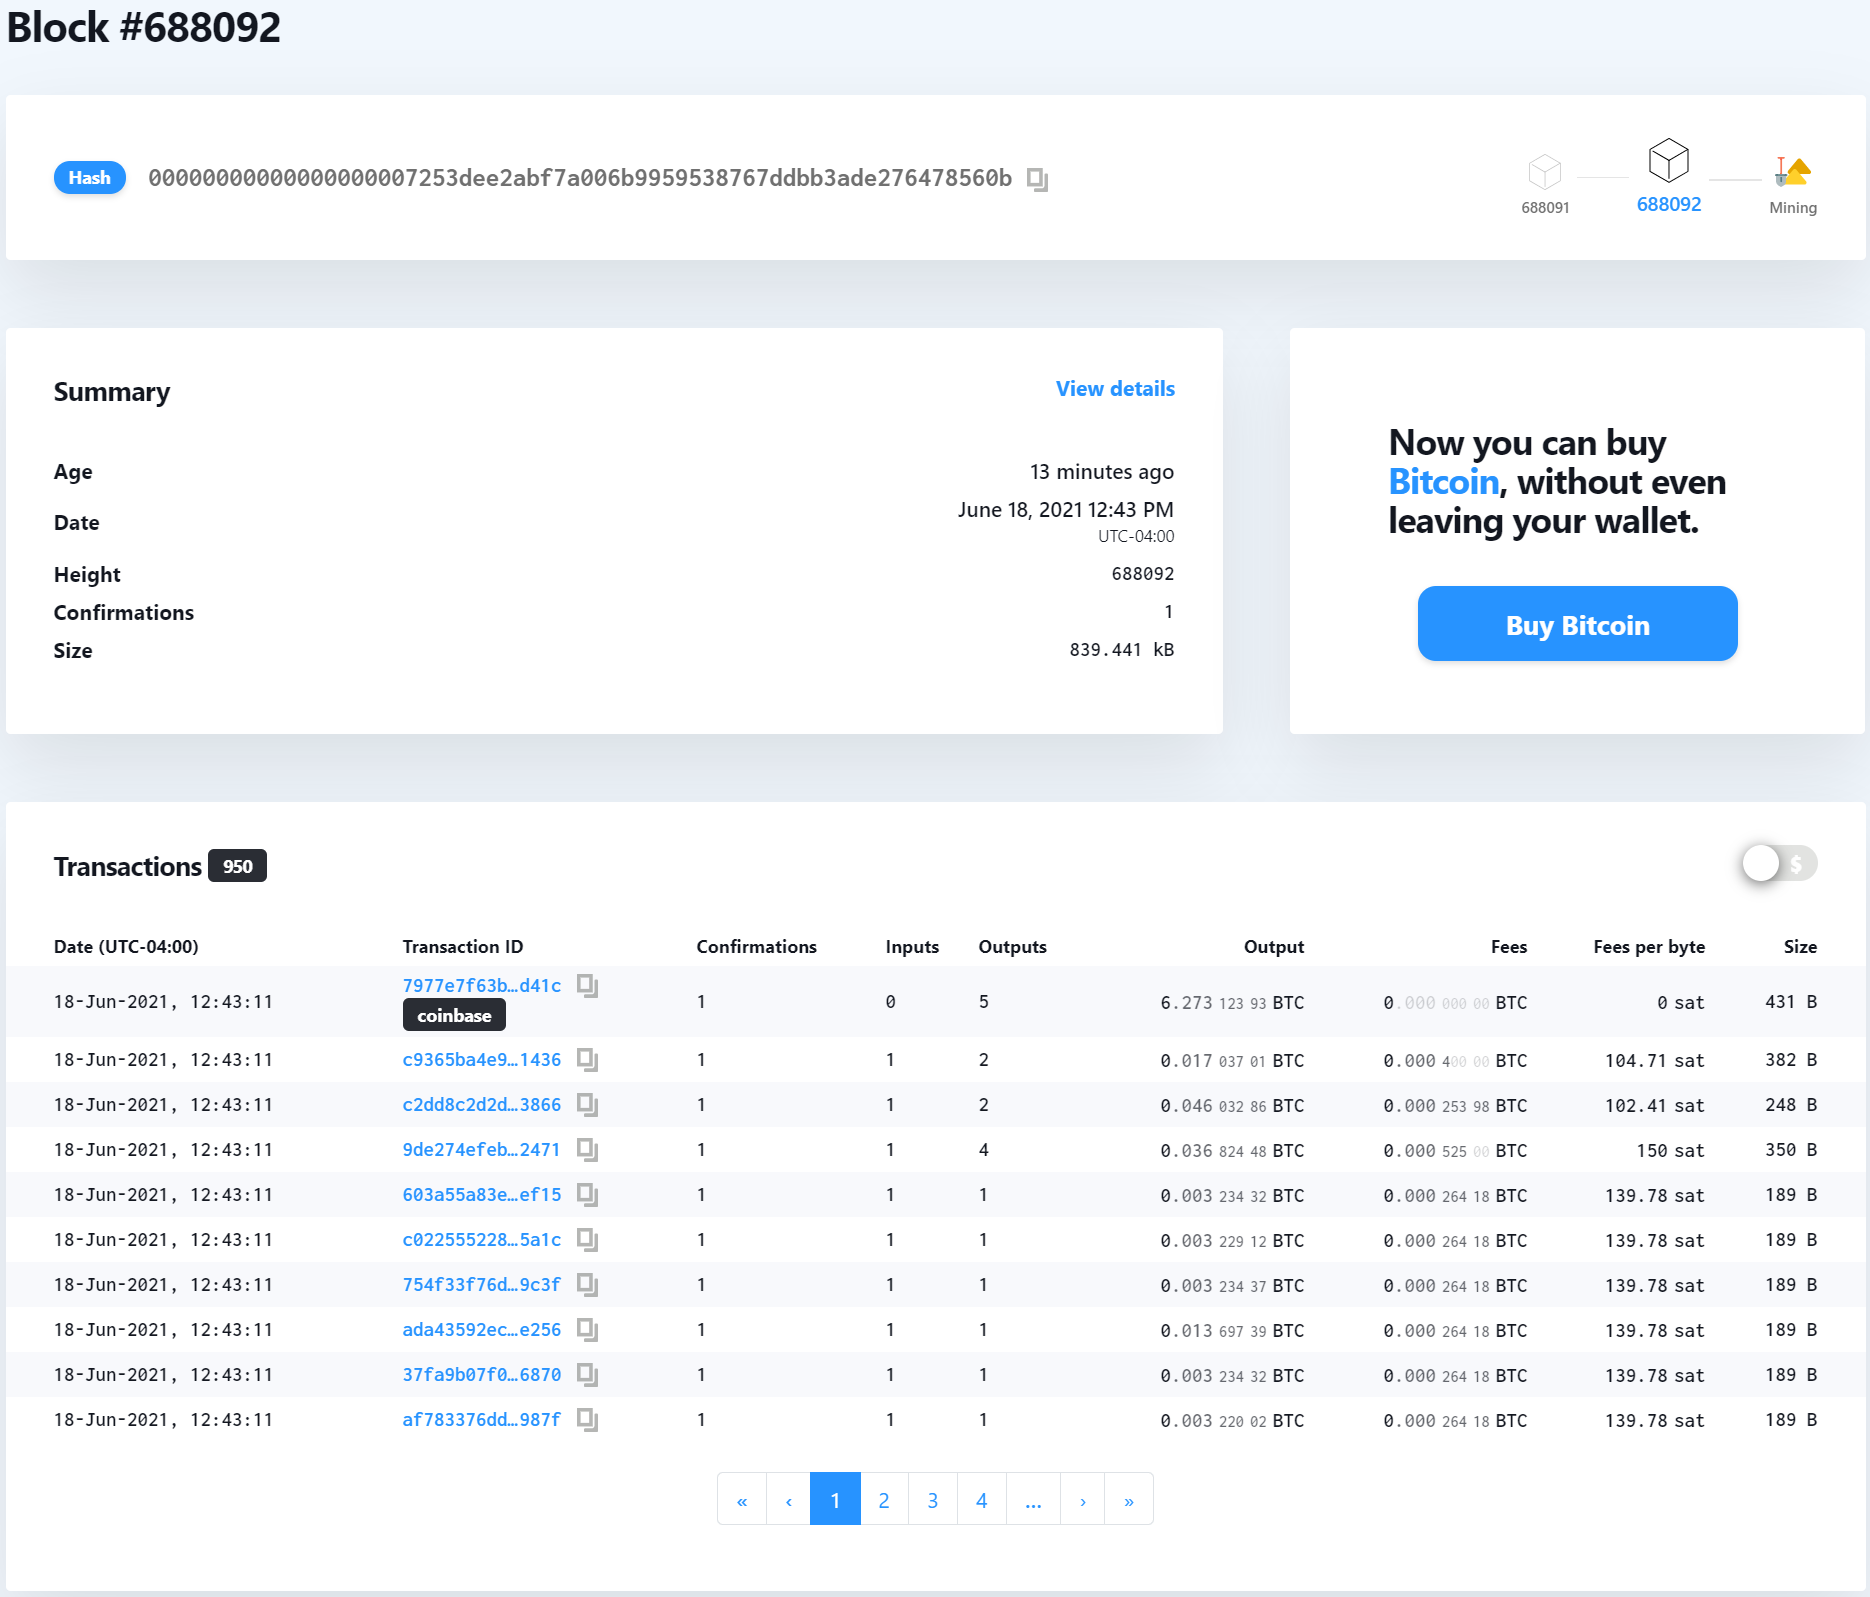 Block #688092
Hash 00000000000000000007253dee2abf7a006b9959538767ddbb3ade276478560b
688091 688092 Mining
Summary View details
Age 13 minutes ago
Date June 18, 2021 12:43 PM
UTC-04:00
Height 688092
Confirmations 1
Size 839.441 kB
Now you can buy
Bitcoin, without even
leaving your wallet.
Buy Bitcoin
Transactions 950
$
Date (UTC-04:00) Transaction ID Confirmations Inputs Outputs Output Fees Fees per byte Size
18-Jun-2021, 12:43:11 7977e7f63b…d41c 1 0 5 6.273 123 93 BTC 0.000 000 00 BTC 0 sat 431 B
coinbase
18-Jun-2021, 12:43:11 c9365ba4e9…1436 1 1 2 0.017 037 01 BTC 0.000 400 00 BTC 104.71 sat 382 B
18-Jun-2021, 12:43:11 c2dd8c2d2d…3866 1 1 2 0.046 032 86 BTC 0.000 253 98 BTC 102.41 sat 248 B
18-Jun-2021, 12:43:11 9de274efeb…2471 1 1 4 0.036 824 48 BTC 0.000 525 00 BTC 150 sat 350 B
18-Jun-2021, 12:43:11 603a55a83e…ef15 1 1 1 0.003 234 32 BTC 0.000 264 18 BTC 139.78 sat 189 B
18-Jun-2021, 12:43:11 c022555228…5a1c 1 1 1 0.003 229 12 BTC 0.000 264 18 BTC 139.78 sat 189 B
18-Jun-2021, 12:43:11 754f33f76d…9c3f 1 1 1 0.003 234 37 BTC 0.000 264 18 BTC 139.78 sat 189 B
18-Jun-2021, 12:43:11 ada43592ec…e256 1 1 1 0.013 697 39 BTC 0.000 264 18 BTC 139.78 sat 189 B
18-Jun-2021, 12:43:11 37fa9b07f0…6870 1 1 1 0.003 234 32 BTC 0.000 264 18 BTC 139.78 sat 189 B
18-Jun-2021, 12:43:11 af783376dd…987f 1 1 1 0.003 220 02 BTC 0.000 264 18 BTC 139.78 sat 189 B
« ‹ 1 2 3 4 ... › »